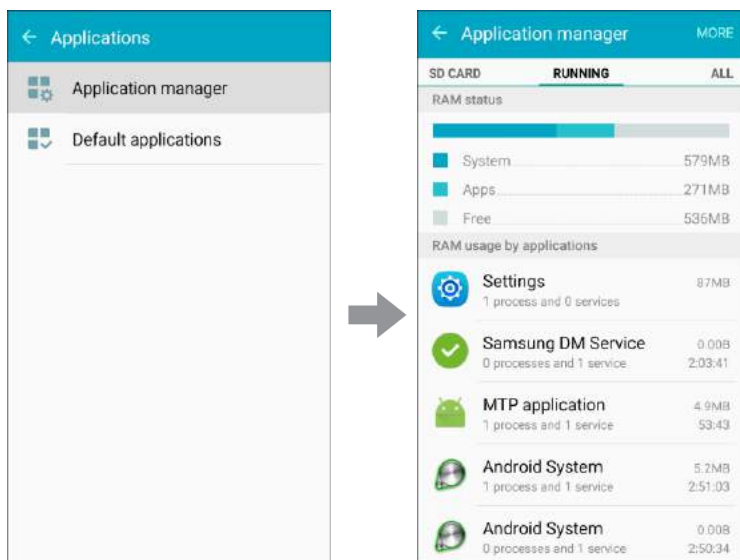 Applications
Application manager
Default applications
Application manager MORE
SD CARD RUNNING ALL
RAM status
System 579MB
Apps 271MB
Free 536MB
RAM usage by applications
Settings 87MB
1 process and 0 services
Samsung DM Service 0.00B
0 processes and 1 service 2:03:41
MTP application 4.9MB
1 process and 1 service 53:43
Android System 5.2MB
1 process and 1 service 2:51:03
Android System 0.00B
0 processes and 1 service 2:50:34